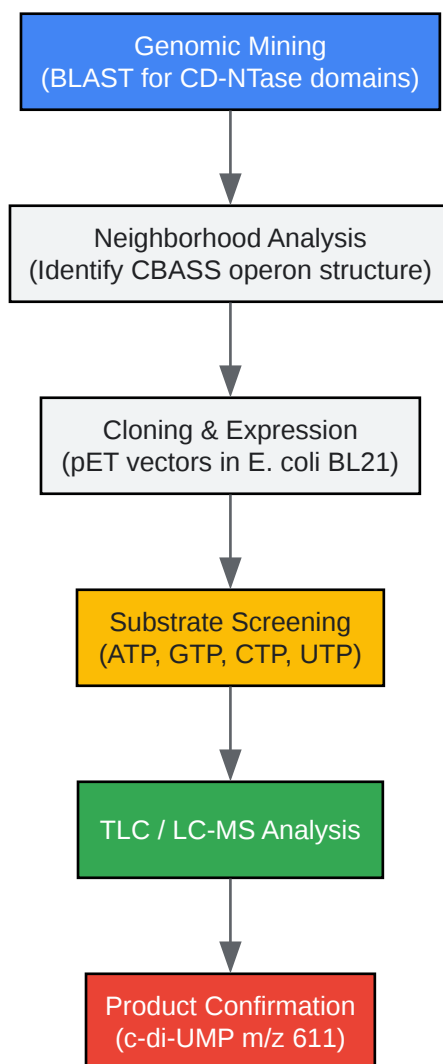 Genomic Mining
(BLAST for CD-NTase domains)
Neighborhood Analysis
(Identify CBASS operon structure)
Cloning & Expression
(pET vectors in E. coli BL21)
Substrate Screening
(ATP, GTP, CTP, UTP)
TLC / LC-MS Analysis
Product Confirmation
(c-di-UMP m/z 611)